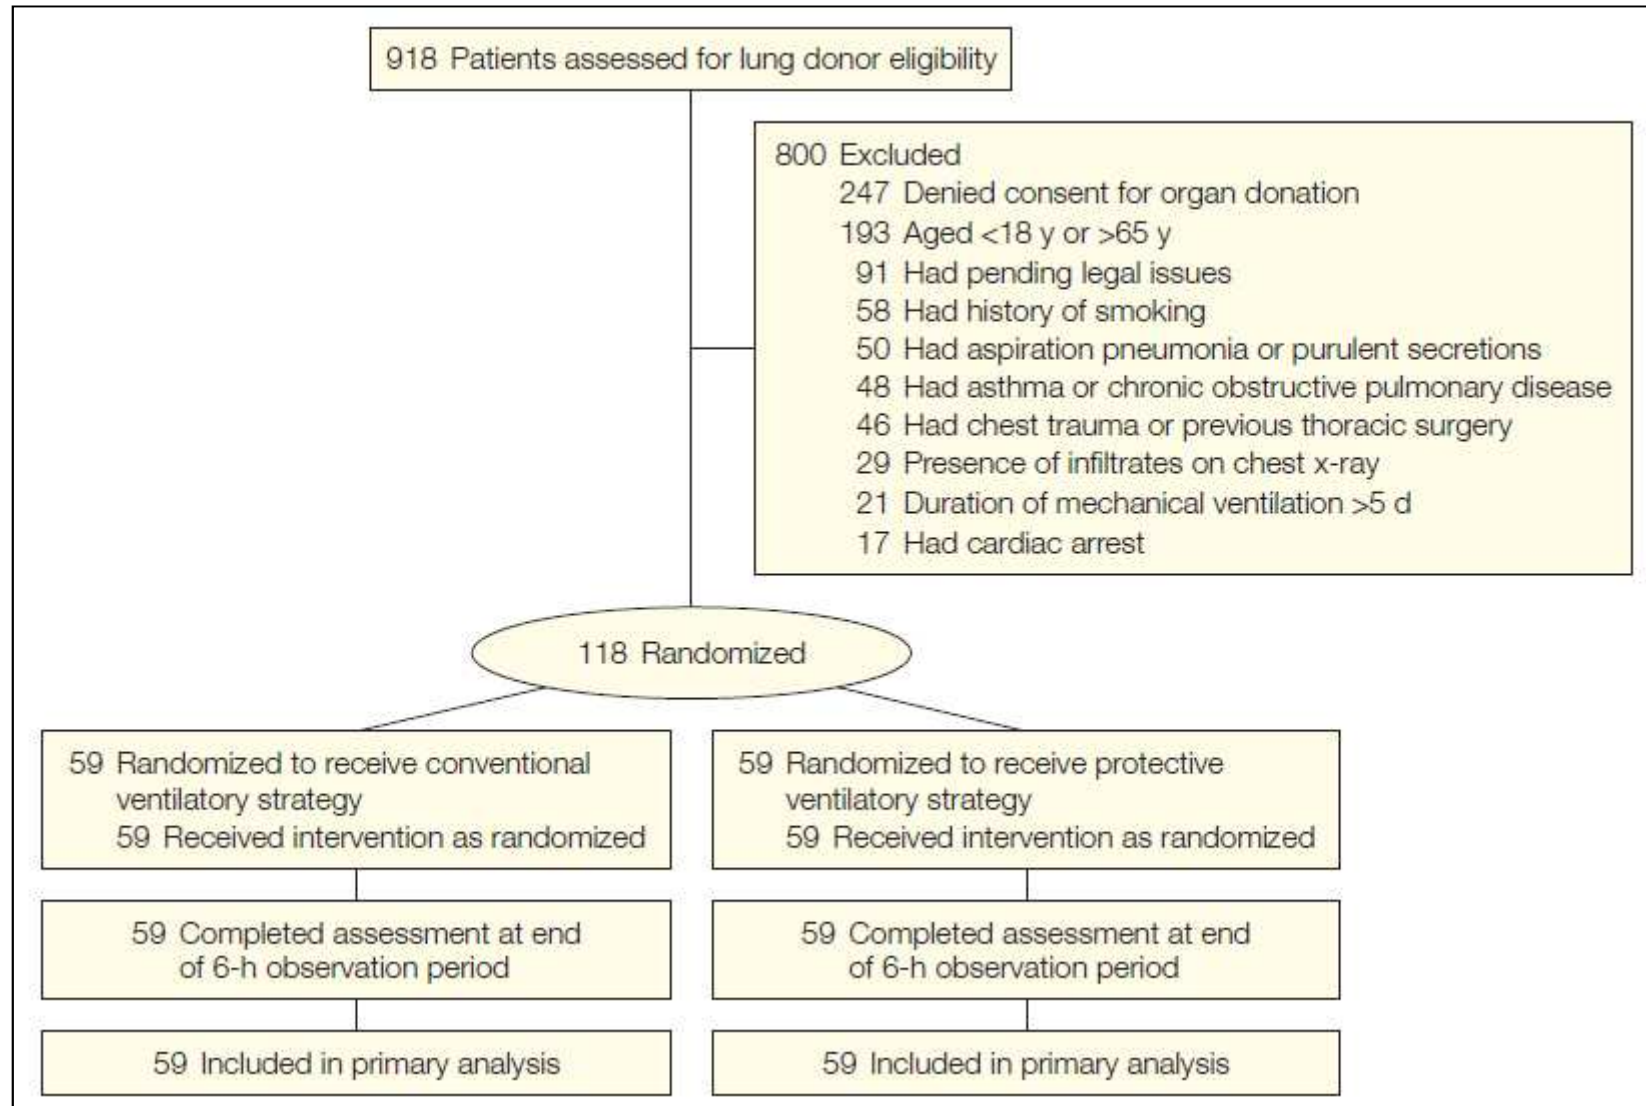 918 Patients assessed for lung donor eligibility
800 Excluded
247 Denied consent for organ donation
193 Aged <18 y or >65 y
91 Had pending legal issues
58 Had history of smoking
50 Had aspiration pneumonia or purulent secretions
48 Had asthma or chronic obstructive pulmonary disease
46 Had chest trauma or previous thoracic surgery
29 Presence of infiltrates on chest x-ray
21 Duration of mechanical ventilation >5 d
17 Had cardiac arrest
118 Randomized
59 Randomized to receive conventional
ventilatory strategy
59 Received intervention as randomized
59 Randomized to receive protective
ventilatory strategy
59 Received intervention as randomized
59 Completed assessment at end
of 6-h observation period
59 Completed assessment at end
of 6-h observation period
59 Included in primary analysis
59 Included in primary analysis